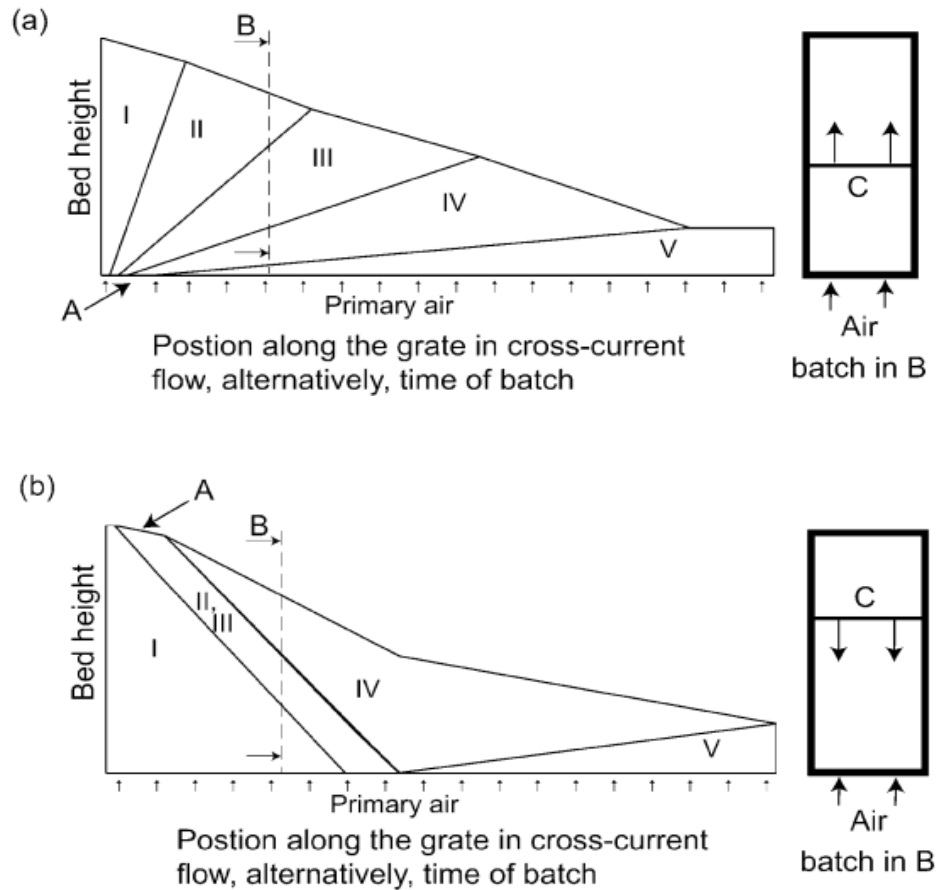 (a)
B
I
II
III
IV
V
Bed height
A
Primary air
Postion along the grate in cross-current
flow, alternatively, time of batch
C
Air
batch in B
(b)
A
B
I
II,
III
IV
V
Bed height
Primary air
Postion along the grate in cross-current
flow, alternatively, time of batch
C
Air
batch in B